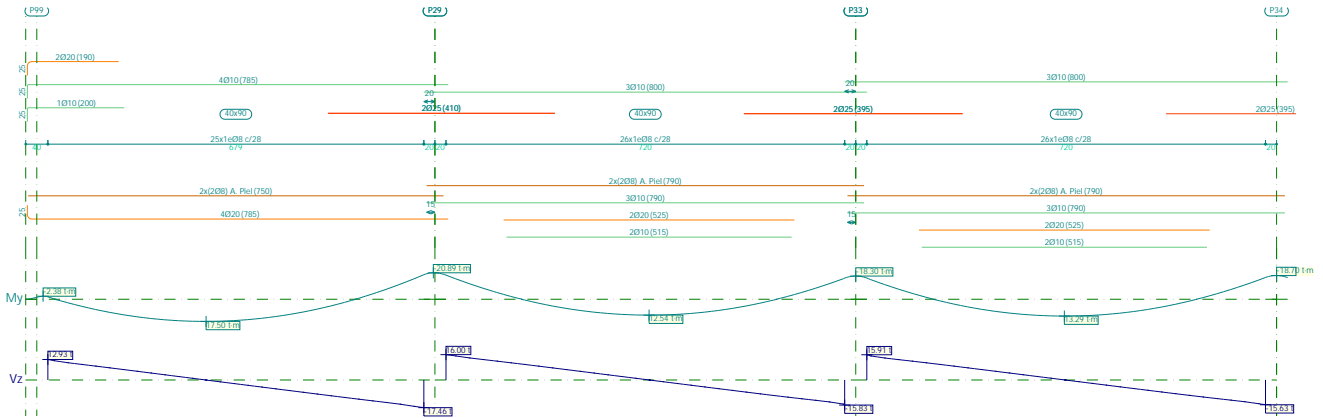 P99 P29 P33 P34
2Ø20 (190)
25
4Ø10 (785)
3Ø10 (800)
20
3Ø10 (800)
25
20
1Ø10 (200)
25
40x90
2Ø25 (410)
40x90
2Ø25 (395)
40x90
2Ø25 (395)
25x1eØ8 c/28
26x1eØ8 c/28
26x1eØ8 c/28
40 679 20 20 720 20 20 720 20
2x(2Ø8) A. Piel (750)
2x(2Ø8) A. Piel (790)
2x(2Ø8) A. Piel (790)
3Ø10 (790)
15
25
4Ø20 (785)
2Ø20 (525)
2Ø10 (515)
3Ø10 (790)
15
2Ø20 (525)
2Ø10 (515)
My
-2.38 t·m
17.50 t·m
-20.89 t·m
12.54 t·m
-18.30 t·m
13.29 t·m
-18.70 t·m
Vz
12.93 t
-17.46 t
16.00 t
-15.83 t
15.91 t
-15.63 t